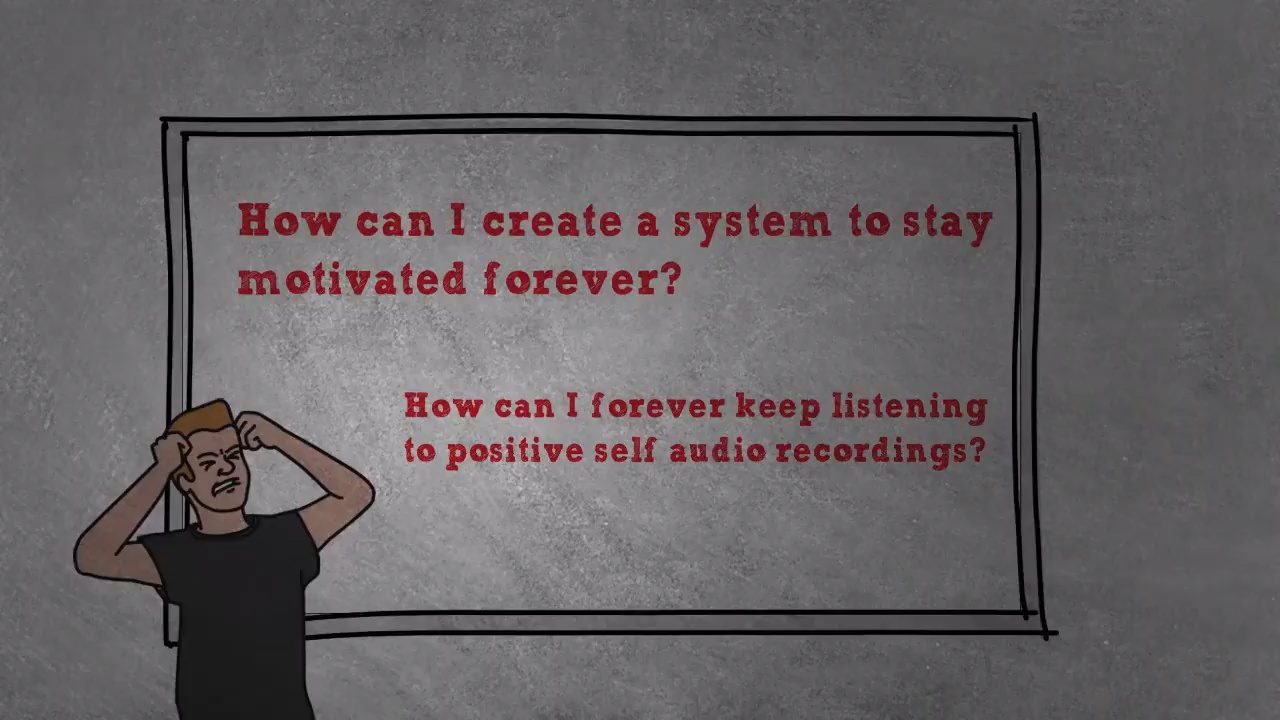 How can I create a system to stay
motivated forever?
How can I forever keep listening
to positive self audio recordings?